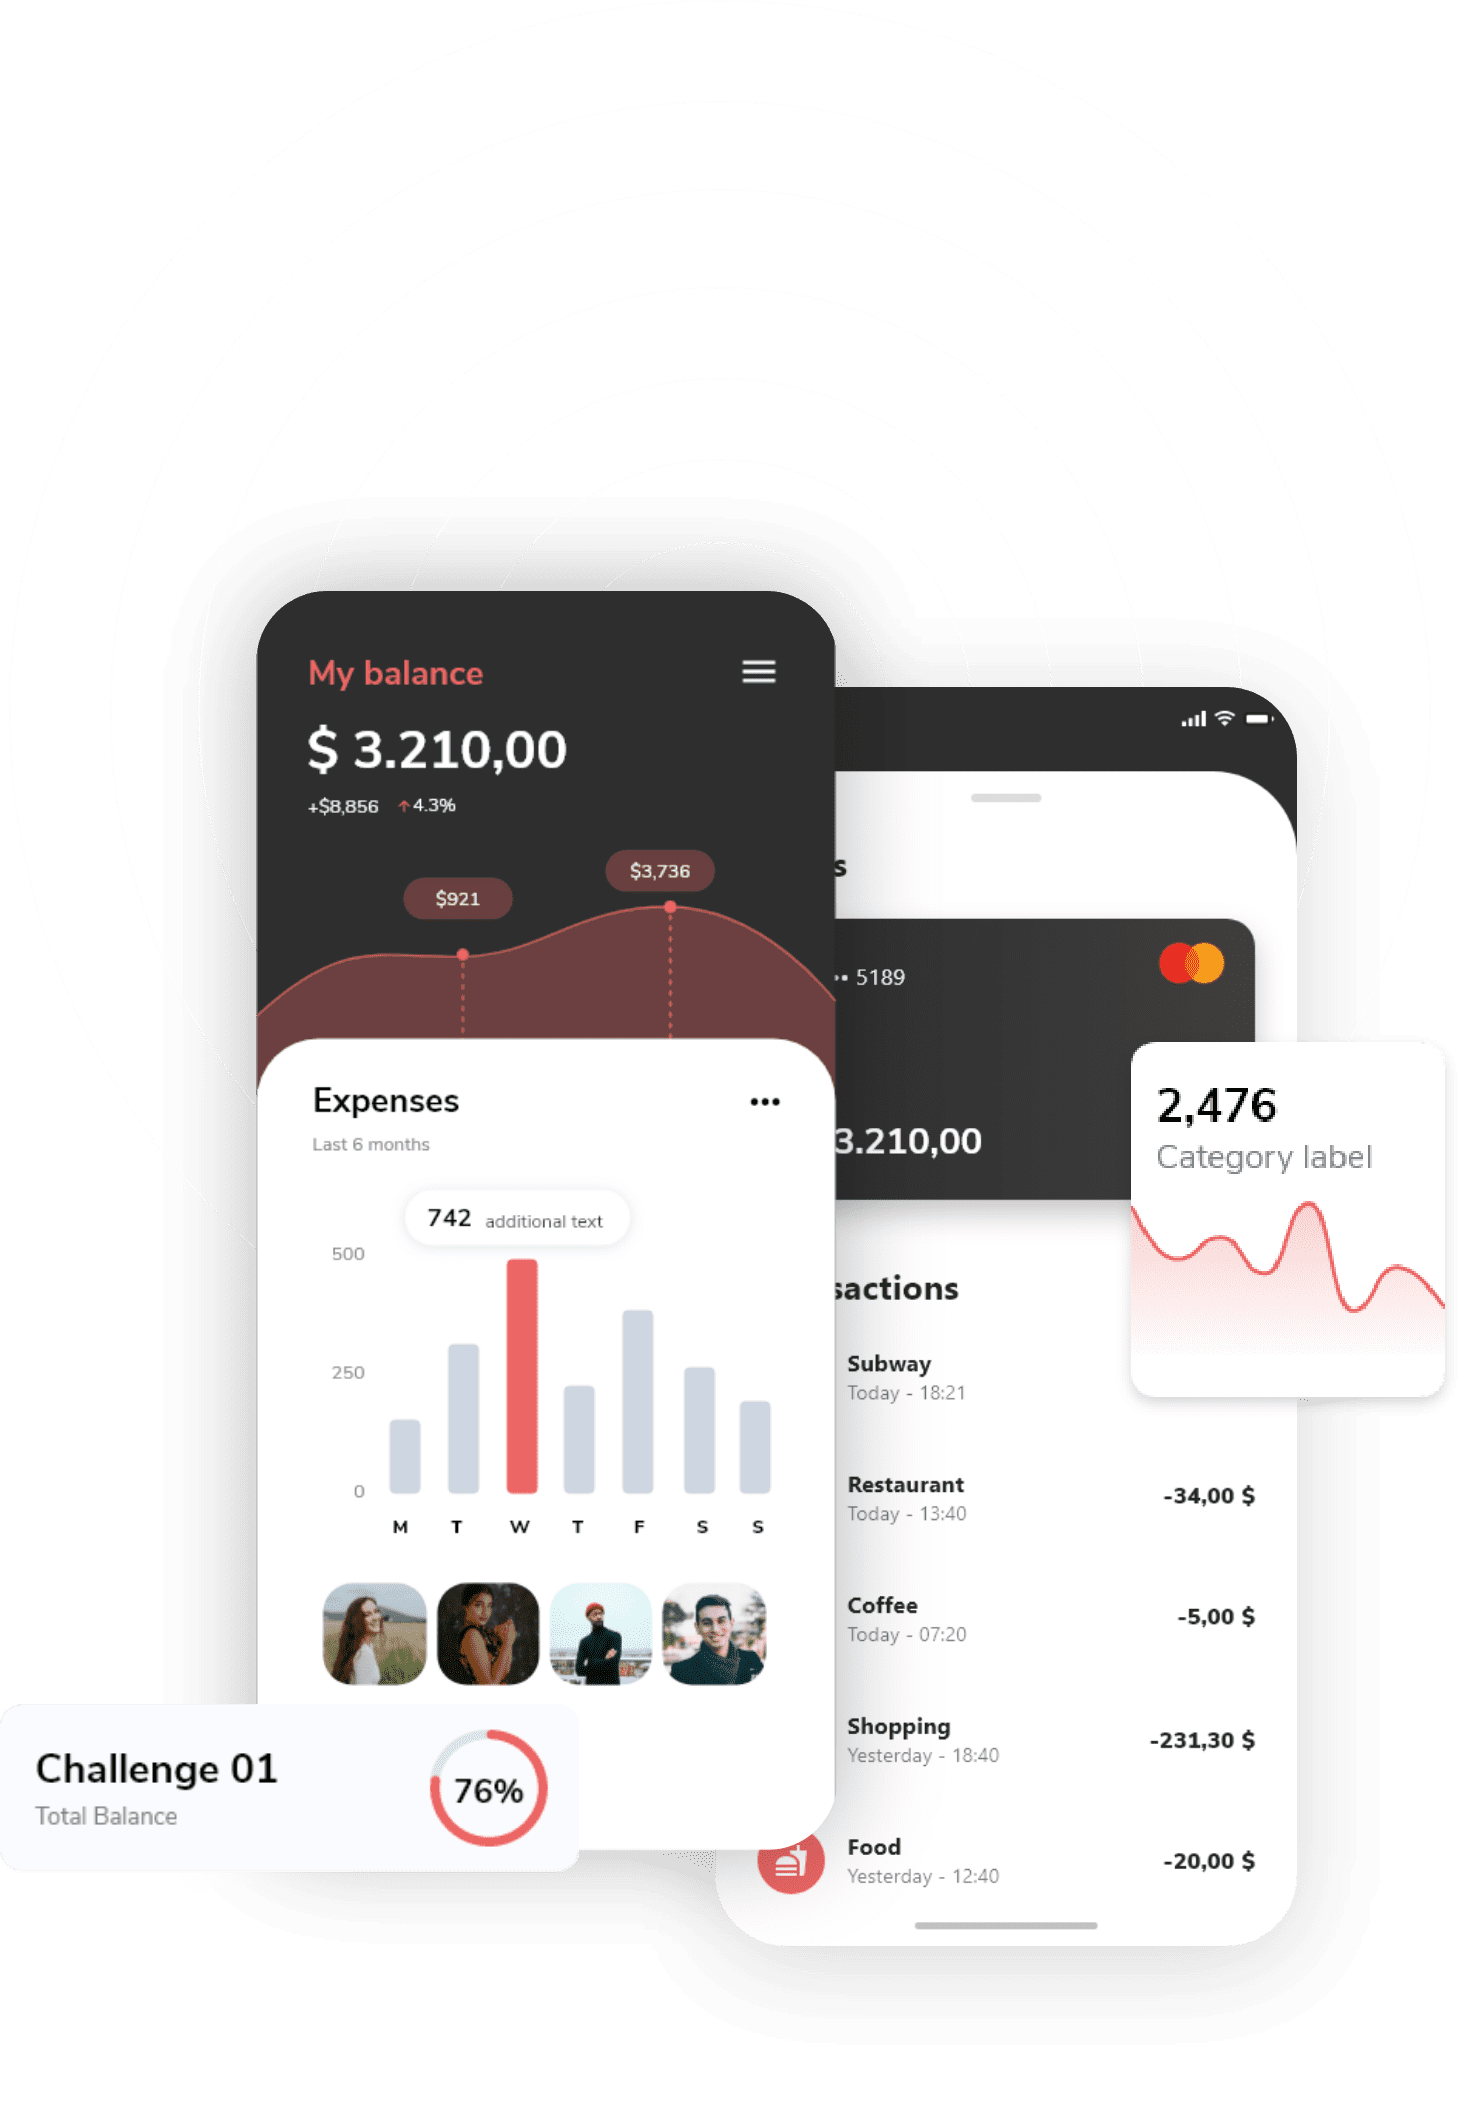 My balance
$ 3.210,00
+$8,856 ↑4.3%
$921
$3,736
Expenses
Last 6 months
742 additional text
500
250
0
M T W T F S S
Challenge 01
Total Balance
76%
s
•• 5189
3.210,00
2,476
Category label
sactions
Subway
Today - 18:21
Restaurant
Today - 13:40
-34,00 $
Coffee
Today - 07:20
-5,00 $
Shopping
Yesterday - 18:40
-231,30 $
Food
Yesterday - 12:40
-20,00 $